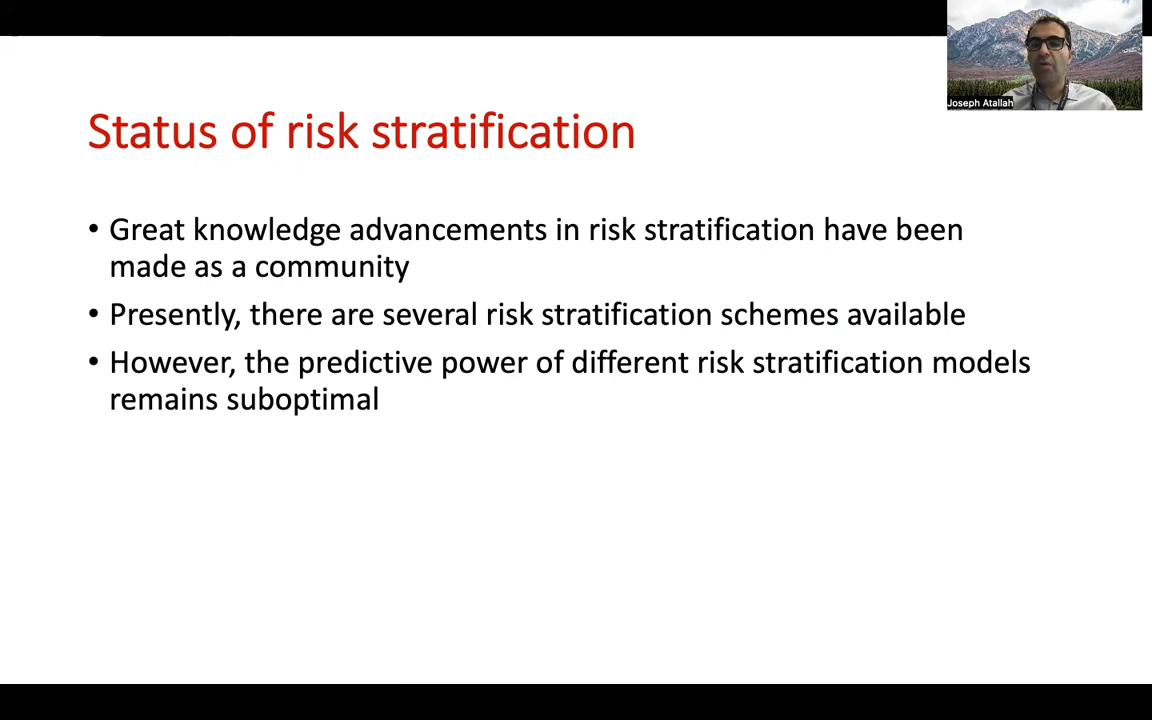 Joseph Atallah
Status of risk stratification
• Great knowledge advancements in risk stratification have been
made as a community
• Presently, there are several risk stratification schemes available
• However, the predictive power of different risk stratification models
remains suboptimal